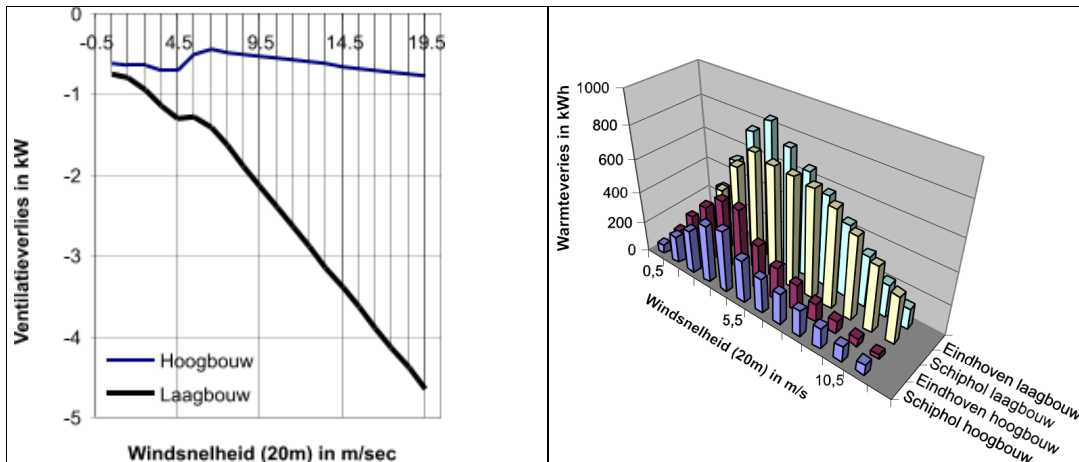 0
-0.5 4.5 9.5 14.5 19.5
-1
-2
-3
-4
-5
Ventilatieverlies in kW
Hoogbouw
Laagbouw
Windsnelheid (20m) in m/sec
1000
800
600
400
200
0
Warmteveries in kWh
0,5
5,5
10,5
Windsnelheid (20m) in m/s
Eindhoven laagbouw
Schiphol laagbouw
Eindhoven hoogbouw
Schiphol hoogbouw